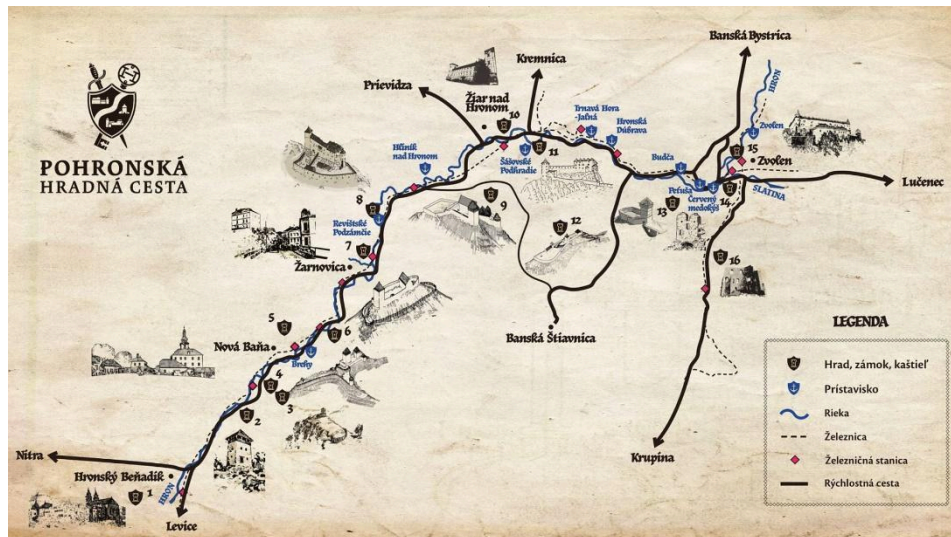 POHRONSKÁ
HRADNÁ CESTA
Banská Bystrica
Kremnica
Prievidza
Žiar nad
Hronom
10
Trnavá Hora
-Jalná
Hronská
Dúbrava
HRON
Zvolen
15
Zvolen
Hliník
nad Hronom
11
Šášovské
Podhradie
Budča
Lučenec
SLATINA
Peťuša
Červený
medokýš
14
8
9
12
13
Revištské
Podzámčie
7
Žarnovica
16
5
6
Banská Štiavnica
Nová Baňa
Brehy
4
3
2
Nitra
Hronský Beňadik
1
HRON
Levice
Krupina
LEGENDA
Hrad, zámok, kaštieľ
Prístavisko
Rieka
Železnica
Železničná stanica
Rýchlostná cesta